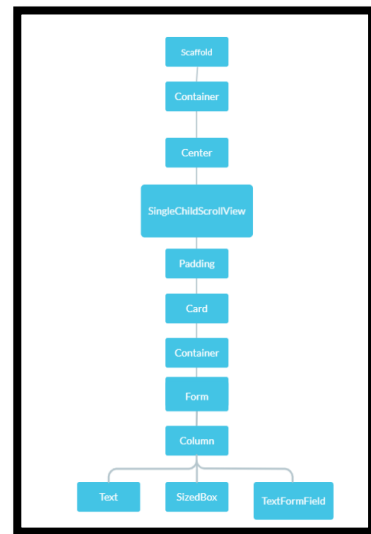 Scaffold
Container
Center
SingleChildScrollView
Padding
Card
Container
Form
Column
Text
SizedBox
TextFormField